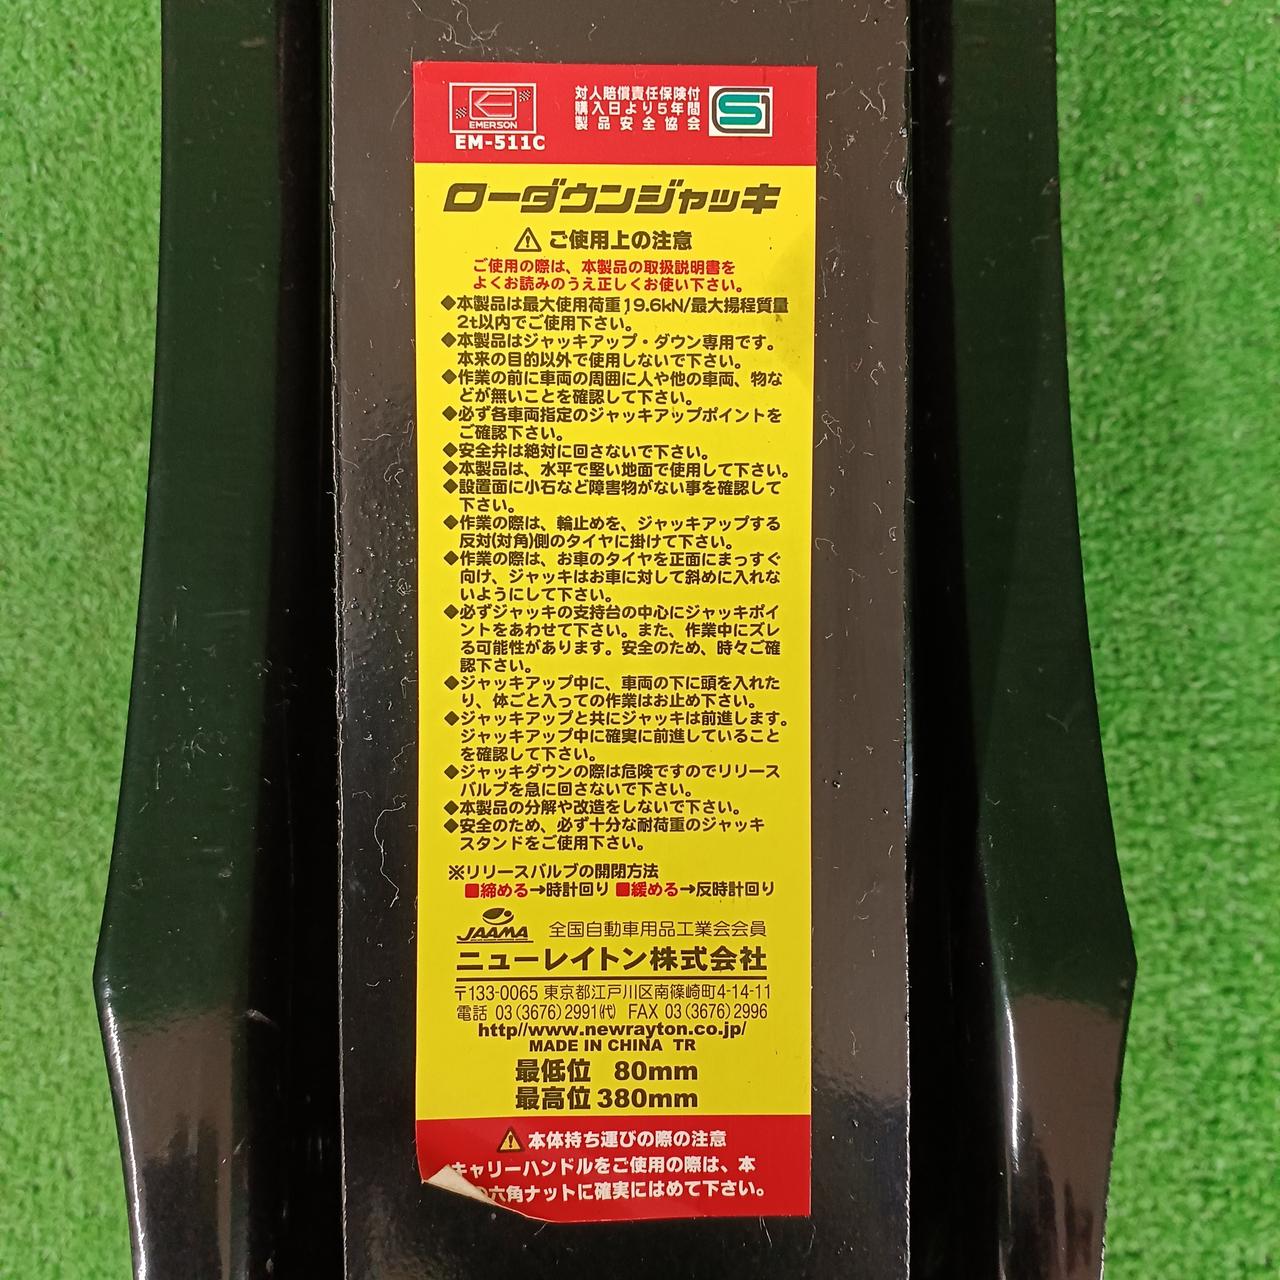 EMERSON
EM-511C
対人賠償責任保険付
購入日より5年間
製品安全協会
ローダウンジャッキ
ご使用上の注意
ご使用の際は、本製品の取扱説明書を
よくお読みのうえ正しくお使い下さい。
◆本製品は最大使用荷重19.6kN/最大揚程質量
2t以内でご使用下さい。
◆本製品はジャッキアップ・ダウン専用です。
本来の目的以外で使用しないで下さい。
◆作業の前に車両の周囲に人や他の車両、物な
どが無いことを確認して下さい。
◆必ず各車両指定のジャッキアップポイントを
ご確認下さい。
◆安全弁は絶対に回さないで下さい。
◆本製品は、水平で堅い地面で使用して下さい。
◆設置面に小石など障害物がない事を確認して
下さい。
◆作業の際は、輪止めを、ジャッキアップする
反対(対角)側のタイヤに掛けて下さい。
◆作業の際は、お車のタイヤを正面にまっすぐ
向け、ジャッキはお車に対して斜めに入れな
いようにして下さい。
◆必ずジャッキの支持台の中心にジャッキポイ
ントをあわせて下さい。また、作業中にズレ
る可能性があります。安全のため、時々ご確
認下さい。
◆ジャッキアップ中に、車両の下に頭を入れた
り、体ごと入っての作業はお止め下さい。
◆ジャッキアップと共にジャッキは前進します。
ジャッキアップ中に確実に前進していること
を確認して下さい。
◆ジャッキダウンの際は危険ですのでリリース
バルブを急に回さないで下さい。
◆本製品の分解や改造をしないで下さい。
◆安全のため、必ず十分な耐荷重のジャッキ
スタンドをご使用下さい。
※リリースバルブの開閉方法
■締める→時計回り ■緩める→反時計回り
JAAMA 全国自動車用品工業会会員
ニューレイトン株式会社
〒133-0065 東京都江戸川区南篠崎町4-14-11
電話 03(3676)2991(代) FAX 03(3676)2996
http//www.newrayton.co.jp/
MADE IN CHINA TR
最低位 80mm
最高位 380mm
本体持ち運びの際の注意
キャリーハンドルをご使用の際は、本
六角ナットに確実にはめて下さい。